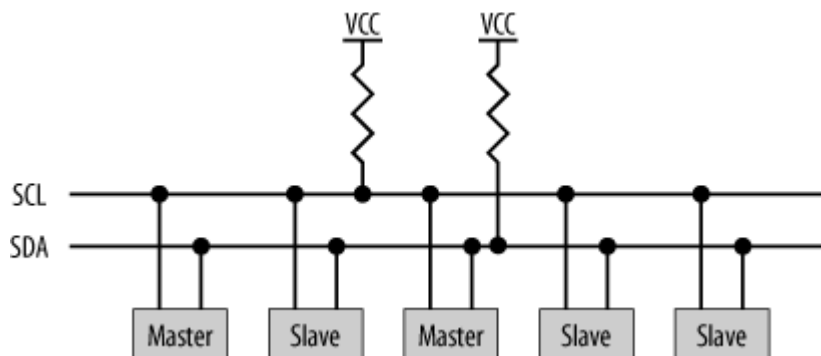 VCC VCC
SCL
SDA
Master Slave Master Slave Slave